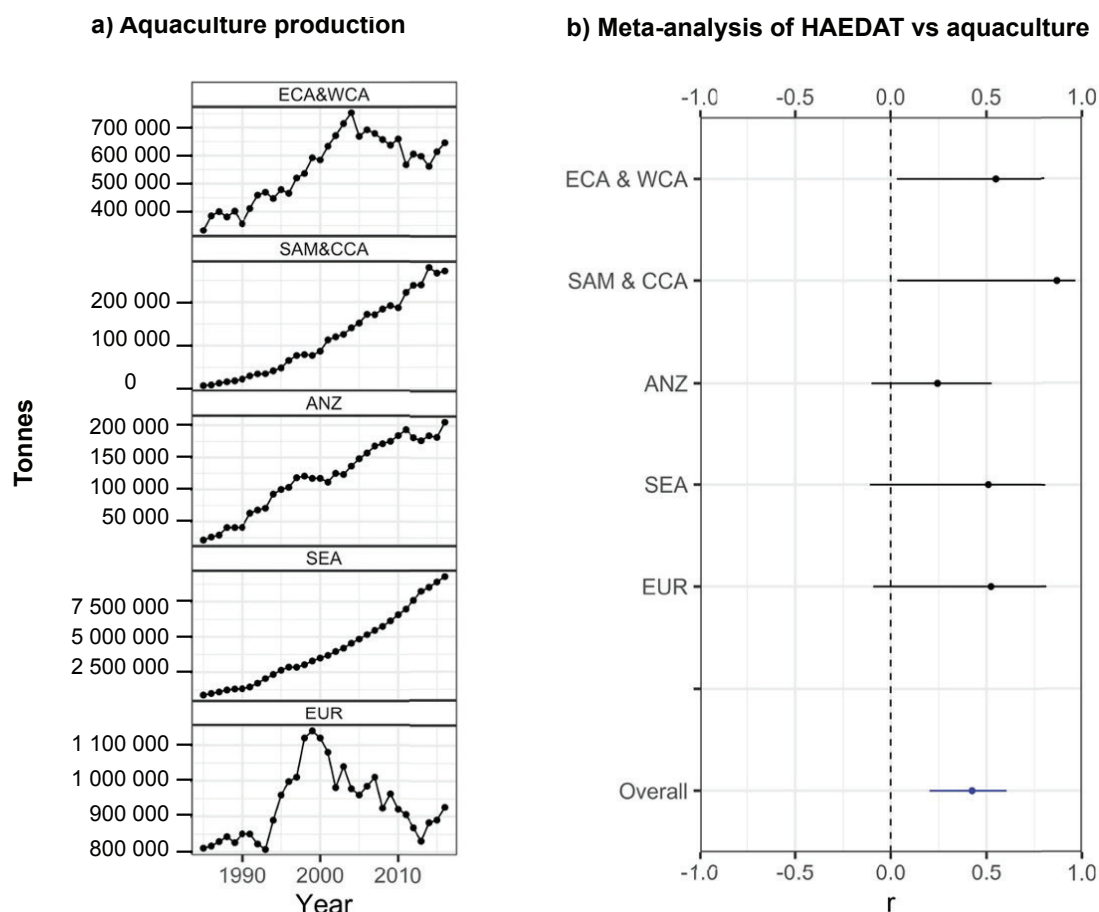 a) Aquaculture production
b) Meta-analysis of HAEDAT vs aquaculture
Tonnes
ECA&WCA
700 000
600 000
500 000
400 000
SAM&CCA
200 000
100 000
0
ANZ
200 000
150 000
100 000
50 000
SEA
7 500 000
5 000 000
2 500 000
EUR
1 100 000
1 000 000
900 000
800 000
1990 2000 2010
Year
-1.0 -0.5 0.0 0.5 1.0
ECA & WCA
SAM & CCA
ANZ
SEA
EUR
Overall
-1.0 -0.5 0.0 0.5 1.0
r